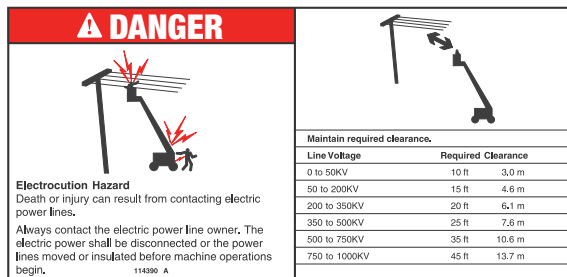 DANGER
Electrocution Hazard
Death or injury can result from contacting electric
power lines.
Always contact the electric power line owner. The
electric power shall be disconnected or the power
lines moved or insulated before machine operations
begin. 114390 A
Maintain required clearance.
Line Voltage Required Clearance
0 to 50KV 10 ft 3.0 m
50 to 200KV 15 ft 4.6 m
200 to 350KV 20 ft 6.1 m
350 to 500KV 25 ft 7.6 m
500 to 750KV 35 ft 10.6 m
750 to 1000KV 45 ft 13.7 m